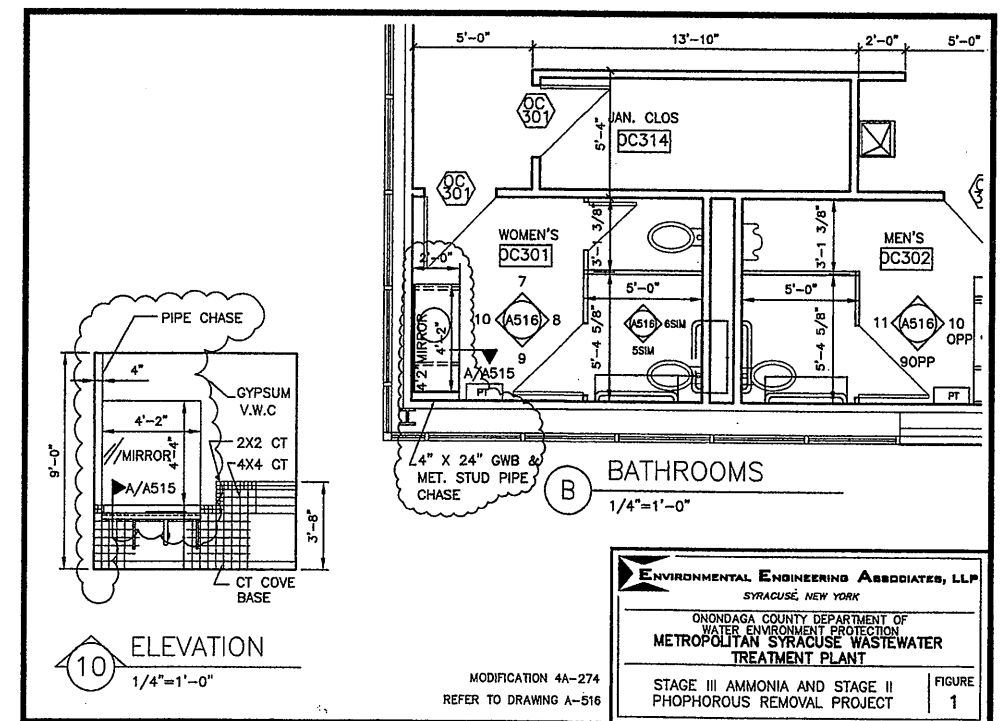 5'-0"
13'-10"
2'-0"
5'-0"
OC
301
JAN. CLOS
OC314
5'-4"
OC
301
WOMEN'S
OC301
2'-0"
3'-1 3/8"
3'-1 3/8"
MEN'S
OC302
7
10 A516 8
9
5'-0"
A516 6SIM
5SIM
5'-4 5/8"
5'-0"
5'-4 5/8"
11 A516 10
OPP
9OPP
4'2"MIRROR
4'-2"
A/A515
PT
PT
4" X 24" GWB &
MET. STUD PIPE
CHASE
B
BATHROOMS
1/4"=1'-0"
PIPE CHASE
4"
GYPSUM
V.W.C
4'-2"
2X2 CT
4X4 CT
MIRROR
4'-4"
9'-0"
A/A515
3'-8"
CT COVE
BASE
10
ELEVATION
1/4"=1'-0"
MODIFICATION 4A-274
REFER TO DRAWING A-516
ENVIRONMENTAL ENGINEERING ASSOCIATES, LLP
SYRACUSE, NEW YORK
ONONDAGA COUNTY DEPARTMENT OF
WATER ENVIRONMENT PROTECTION
METROPOLITAN SYRACUSE WASTEWATER
TREATMENT PLANT
STAGE III AMMONIA AND STAGE II
PHOPHOROUS REMOVAL PROJECT
FIGURE
1